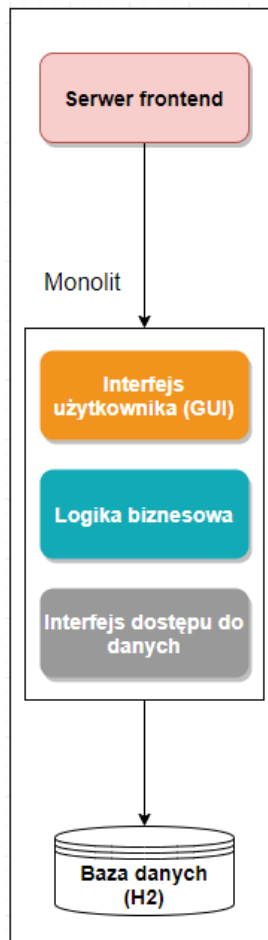 Serwer frontend
Monolit
Interfejs
użytkownika (GUI)
Logika biznesowa
Interfejs dostępu do
danych
Baza danych
(H2)